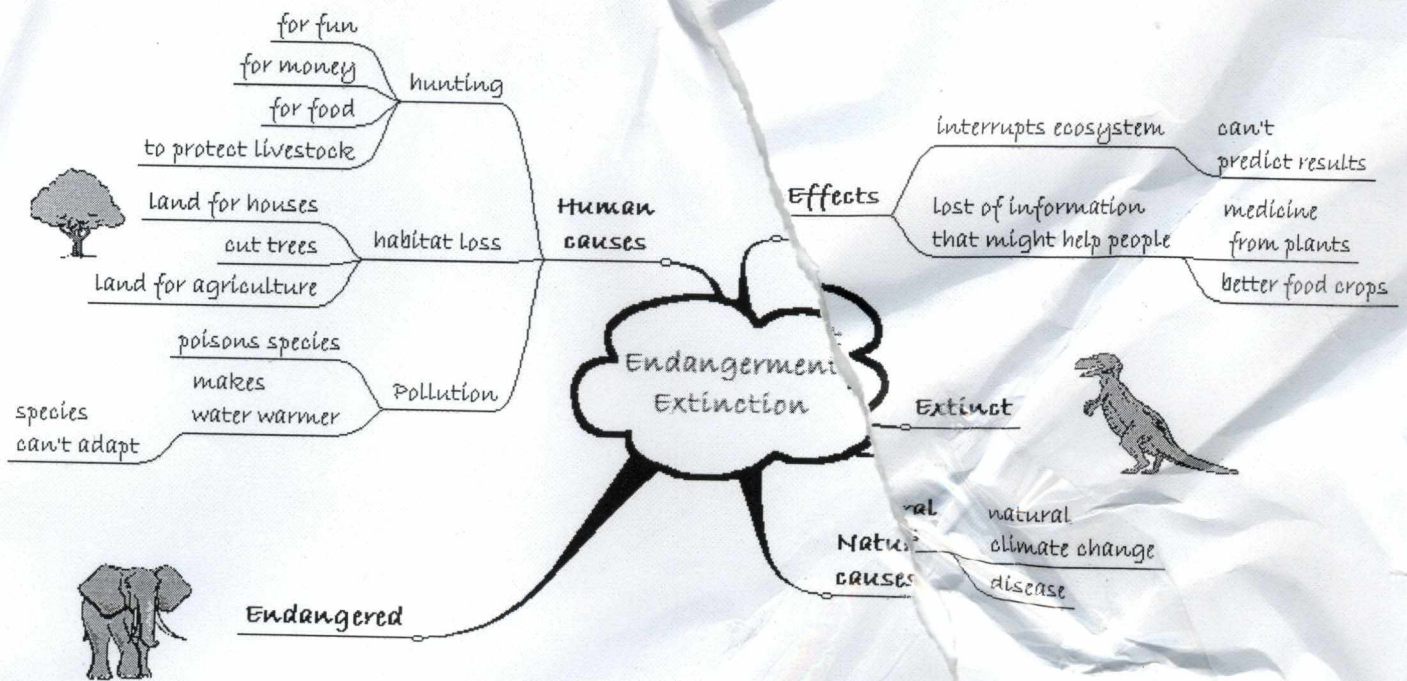 for fun
for money
for food
to protect livestock
hunting
land for houses
cut trees
land for agriculture
habitat loss
poisons species
makes
water warmer
species
can't adapt
Pollution
Human
causes
Effects
interrupts ecosystem
can't
predict results
lost of information
that might help people
medicine
from plants
better food crops
Endangerment
Extinction
Extinct
Natural
causes
natural
climate change
disease
Endangered